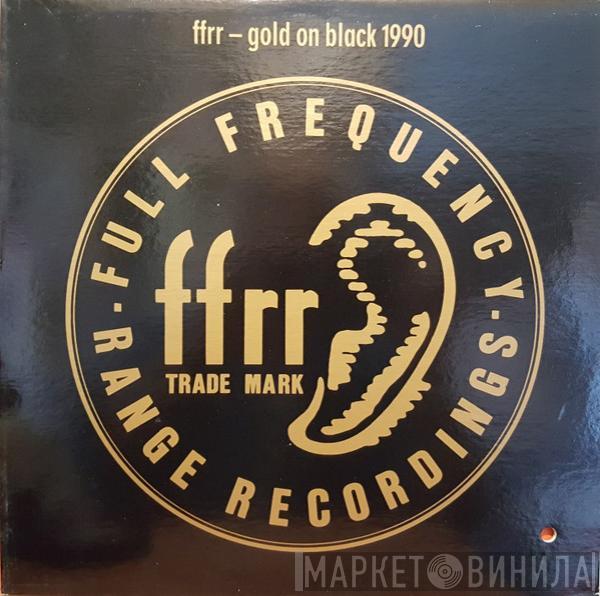 ffrr – gold on black 1990
FULL FREQUENCY
ffrr
TRADE MARK
· RANGE RECORDINGS ·
МАРКЕТ ВИНИЛА